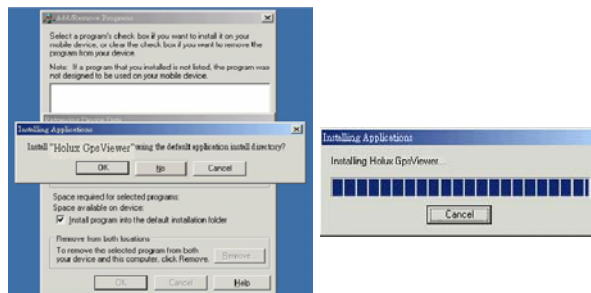 Add/Remove Programs
Select a program's check box if you want to install it on your
mobile device, or clear the check box if you want to remove the
program from your device.
Note: If a program that you installed is not listed, the program was
not designed to be used on your mobile device.
Retrieving Device Data
Installing Applications
Install "Holux GpsViewer" using the default application install directory?
OK
No
Cancel
Space required for selected programs:
Space available on device:
Install program into the default installation folder
Remove from both locations
To remove the selected program from both
your device and this computer, click Remove.
Remove...
OK
Cancel
Help
Installing Applications
Installing Holux GpsViewer...
Cancel